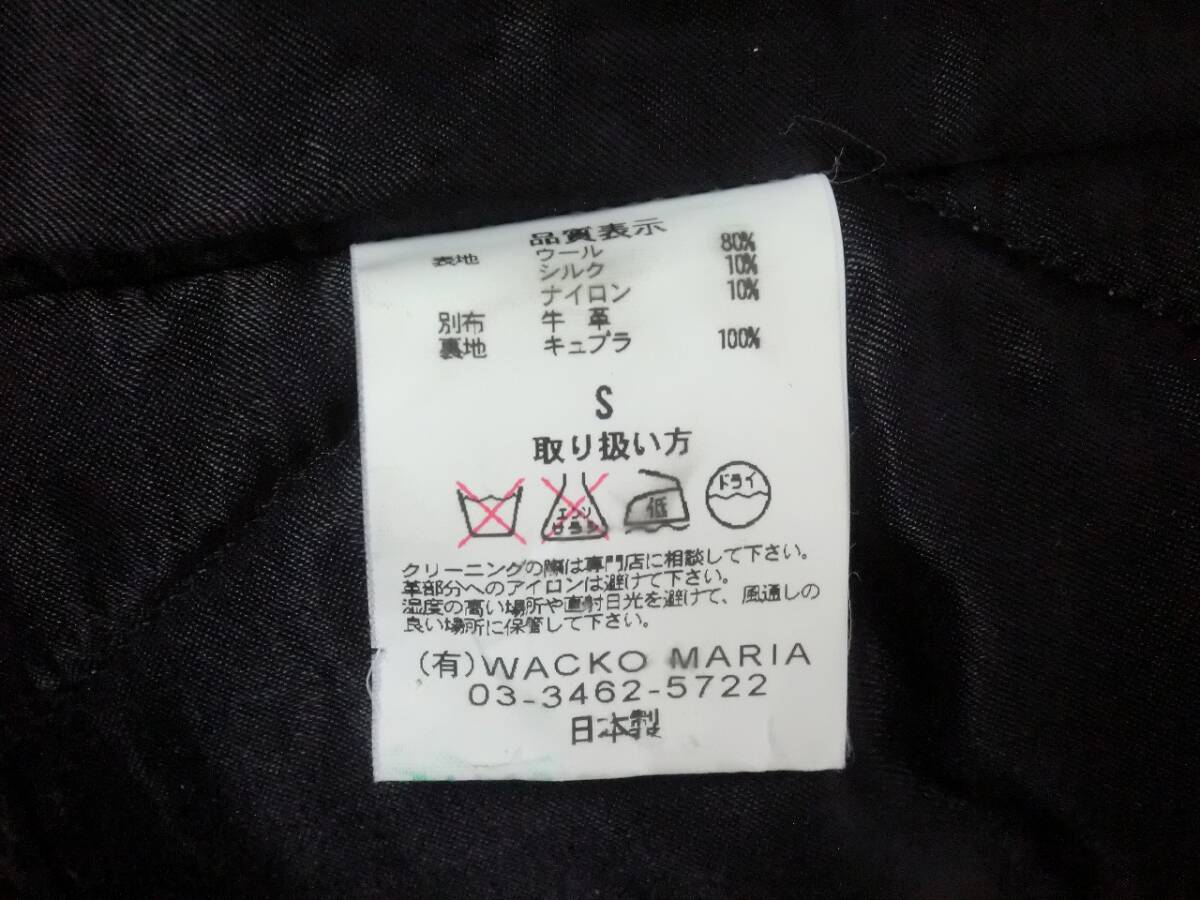 品質表示
表地 ウール 80%
シルク 10%
ナイロン 10%
別布 牛革
裏地 キュプラ 100%
S
取り扱い方
エンソ
サラシ
低
ドライ
クリーニングの際は専門店に相談して下さい。
革部分へのアイロンは避けて下さい。
湿度の高い場所や直射日光を避けて、風通しの
良い場所に保管して下さい。
(有)WACKO MARIA
03-3462-5722
日本製